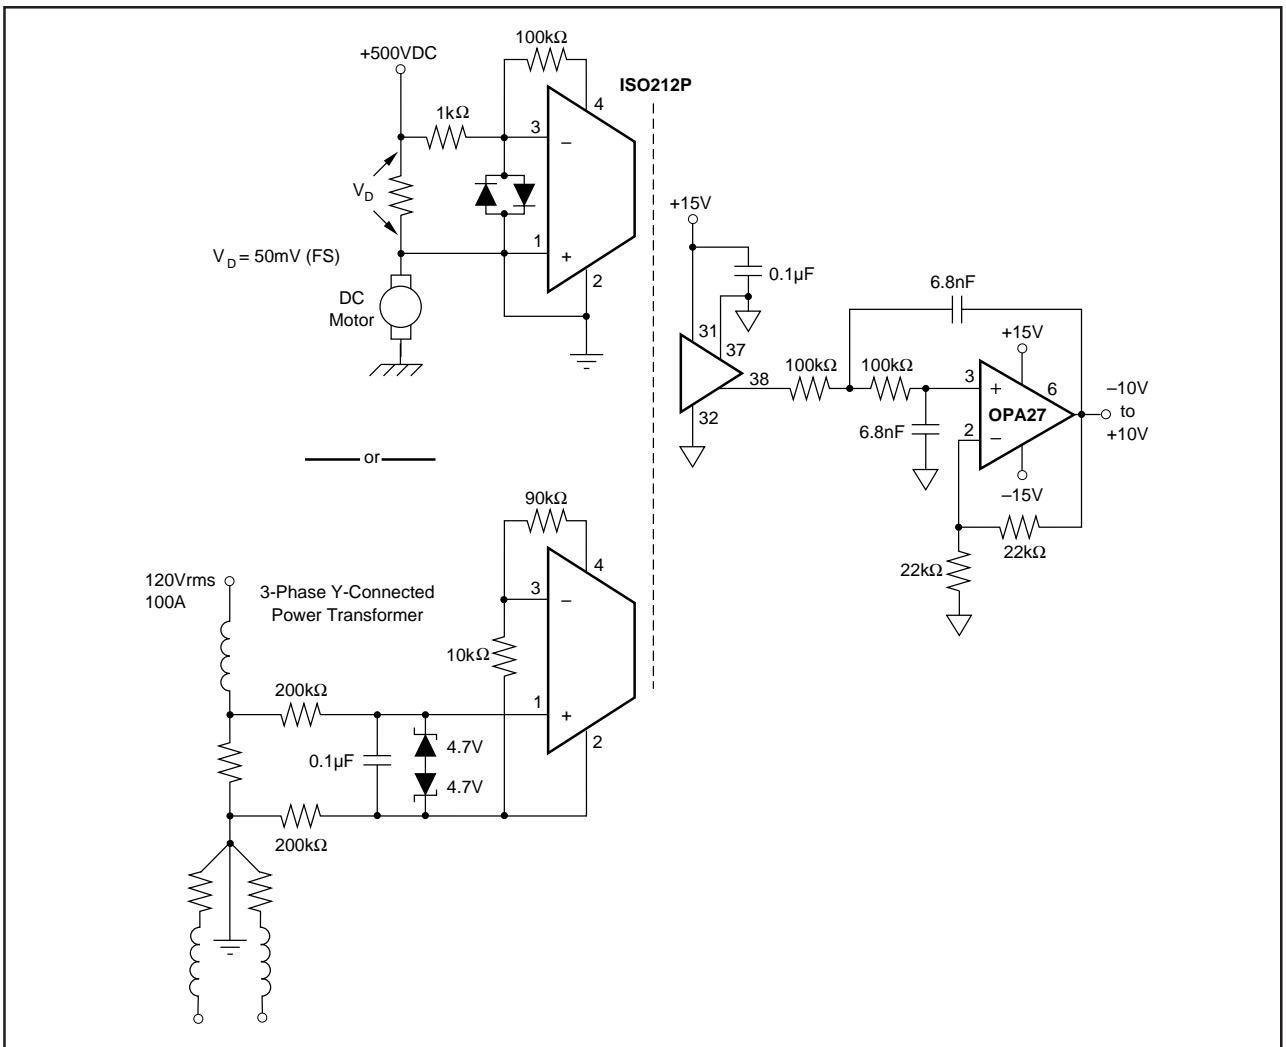 +500VDC
100kΩ
ISO212P
1kΩ
4
3
–
V_D
1
+
V_D = 50mV (FS)
2
DC
Motor
+15V
0.1µF
31
37
38
32
100kΩ
100kΩ
6.8nF
6.8nF
+15V
3
+
6
OPA27
2
–
–15V
–10V
to
+10V
22kΩ
22kΩ
or
90kΩ
4
3
–
120Vrms
100A
3-Phase Y-Connected
Power Transformer
10kΩ
200kΩ
1
+
2
0.1µF
4.7V
4.7V
200kΩ